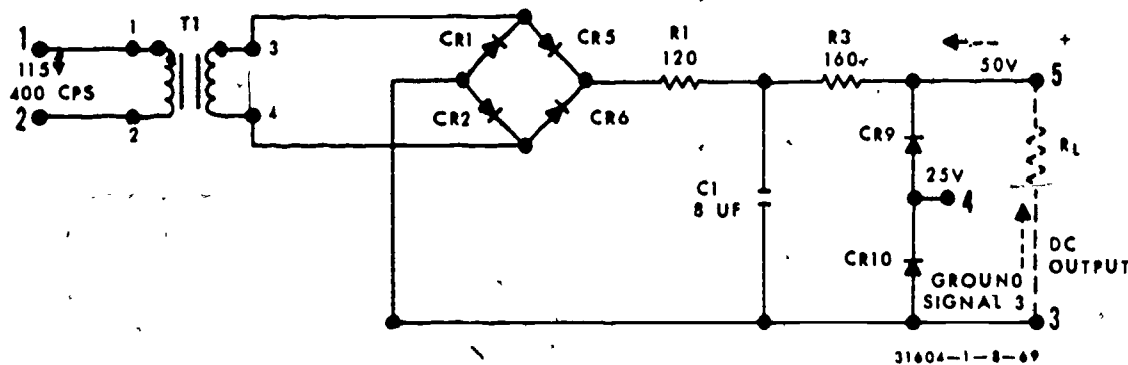 1
115
400 CPS
2
1
T1
2
3
4
CR1
CR5
CR2
CR6
R1
120
C1
8 UF
R3
160
CR9
25V
4
CR10
50V
+
5
RL
DC
OUTPUT
GROUND
SIGNAL 3
3
31604-1-8-69